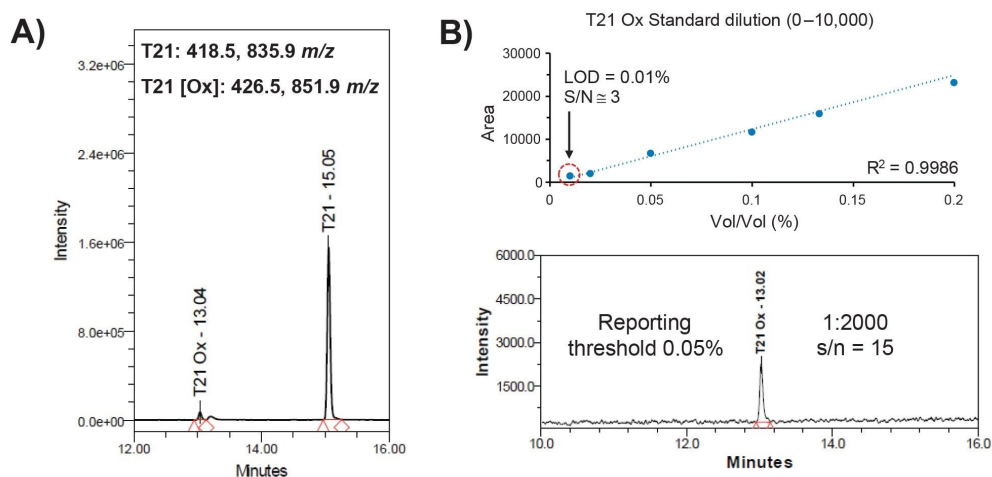 A)
T21: 418.5, 835.9 m/z
T21 [Ox]: 426.5, 851.9 m/z
3.2e+06
2.4e+06
1.6e+06
8.0e+05
0.0e+00
Intensity
T21 Ox - 13.04
T21 - 15.05
12.00 14.00 16.00
Minutes
B)
T21 Ox Standard dilution (0–10,000)
30000
20000
10000
0
Area
LOD = 0.01%
S/N ≅ 3
R² = 0.9986
0 0.05 0.1 0.15 0.2
Vol/Vol (%)
6000.0
4500.0
3000.0
1500.0
Intensity
Reporting
threshold 0.05%
T21 Ox - 13.02
1:2000
s/n = 15
10.0 12.0 14.0 16.0
Minutes